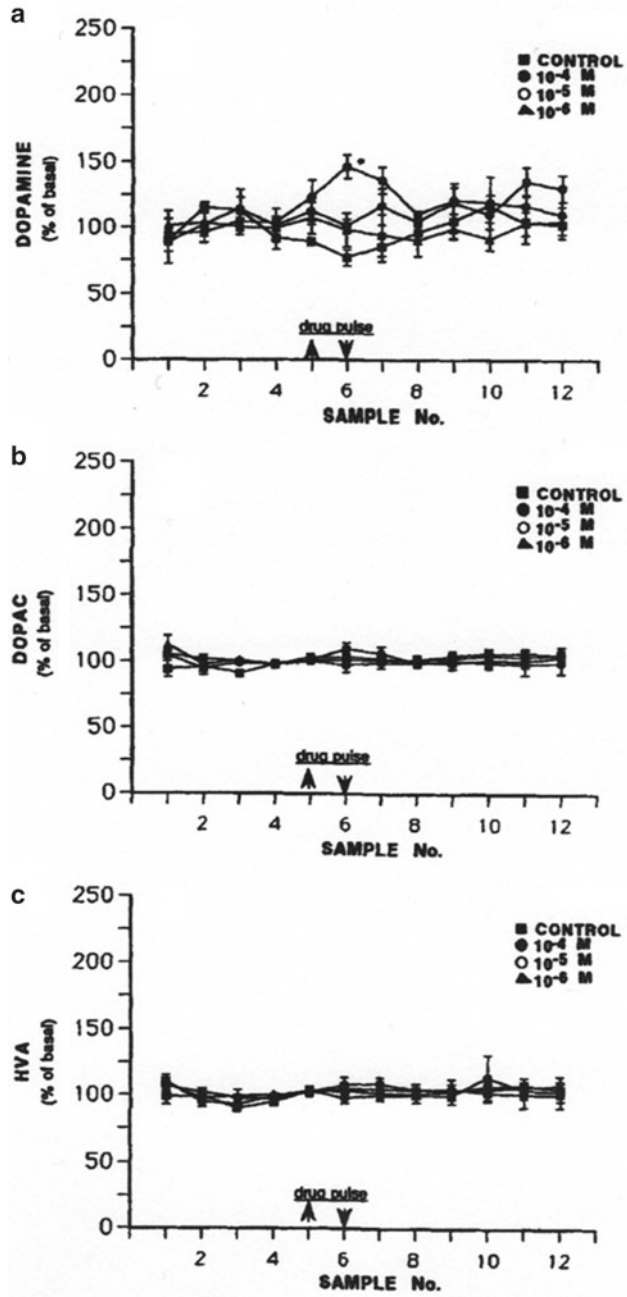 a
250
200
150
100
50
0
DOPAMINE
(% of basal)
■ CONTROL
● 10-4 M
○ 10-5 M
▲ 10-6 M
*
drug pulse
2 4 6 8 10 12
SAMPLE No.
b
250
200
150
100
50
0
DOPAC
(% of basal)
■ CONTROL
● 10-4 M
○ 10-5 M
▲ 10-6 M
drug pulse
2 4 6 8 10 12
SAMPLE No.
c
250
200
150
100
50
0
HVA
(% of basal)
■ CONTROL
● 10-4 M
○ 10-5 M
▲ 10-6 M
drug pulse
2 4 6 8 10 12
SAMPLE No.